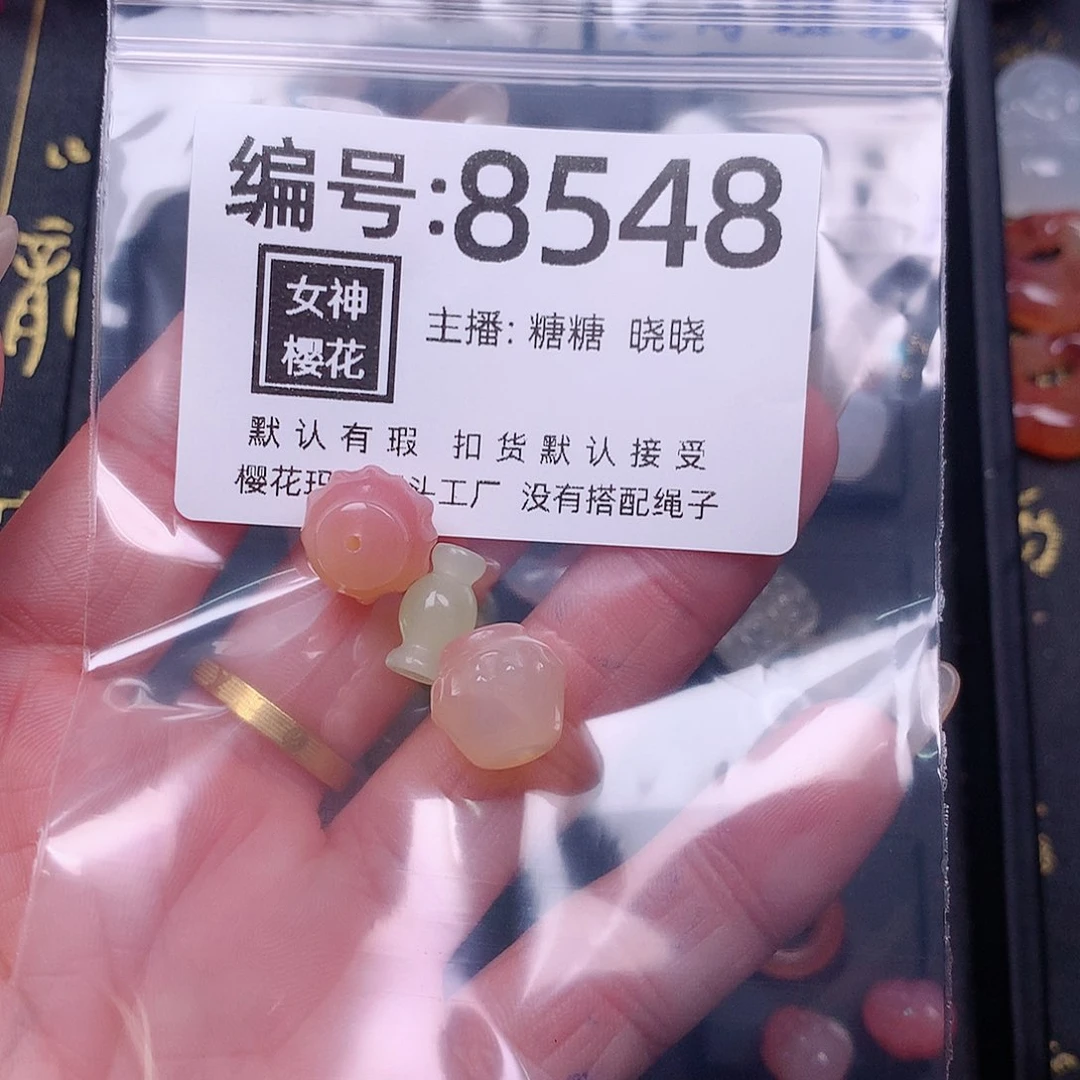 编号:8548
女神
樱花
主播: 糖糖 晓晓
默认有瑕 扣货默认接受
樱花玛 头工厂 没有搭配绳子